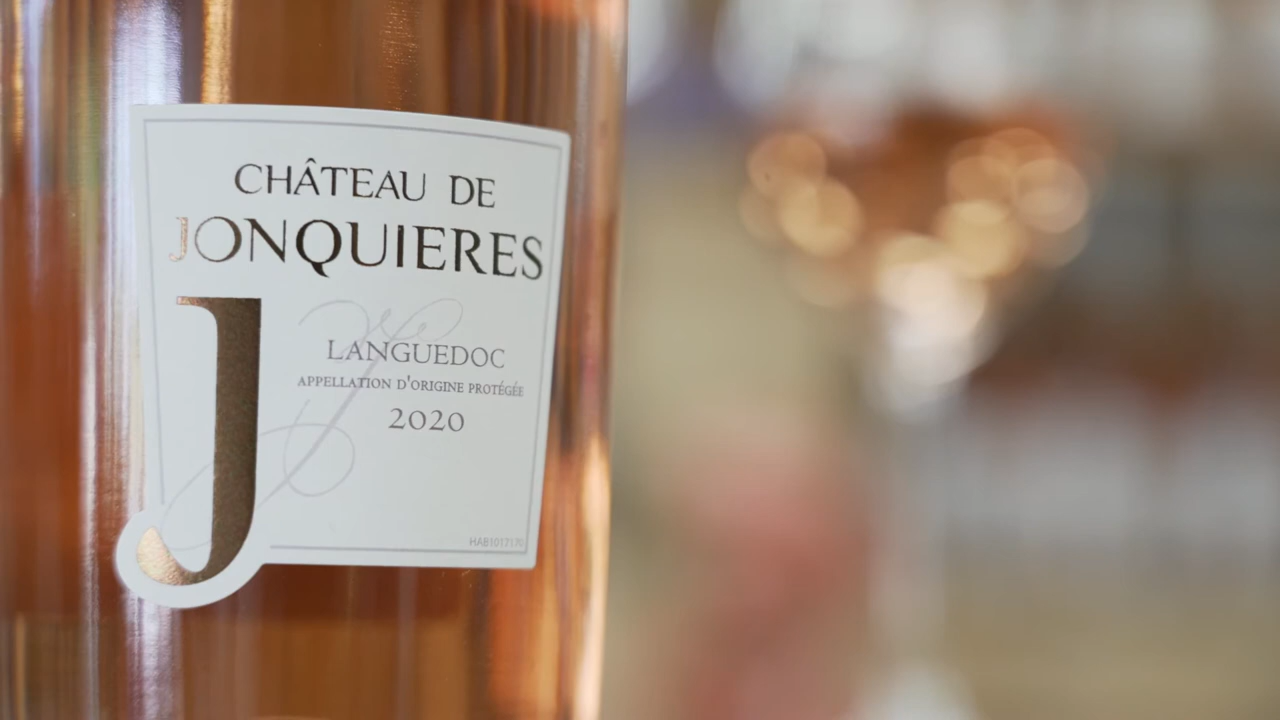 CHÂTEAU DE
JONQUIERES
J
LANGUEDOC
APPELLATION D'ORIGINE PROTÉGÉE
2020